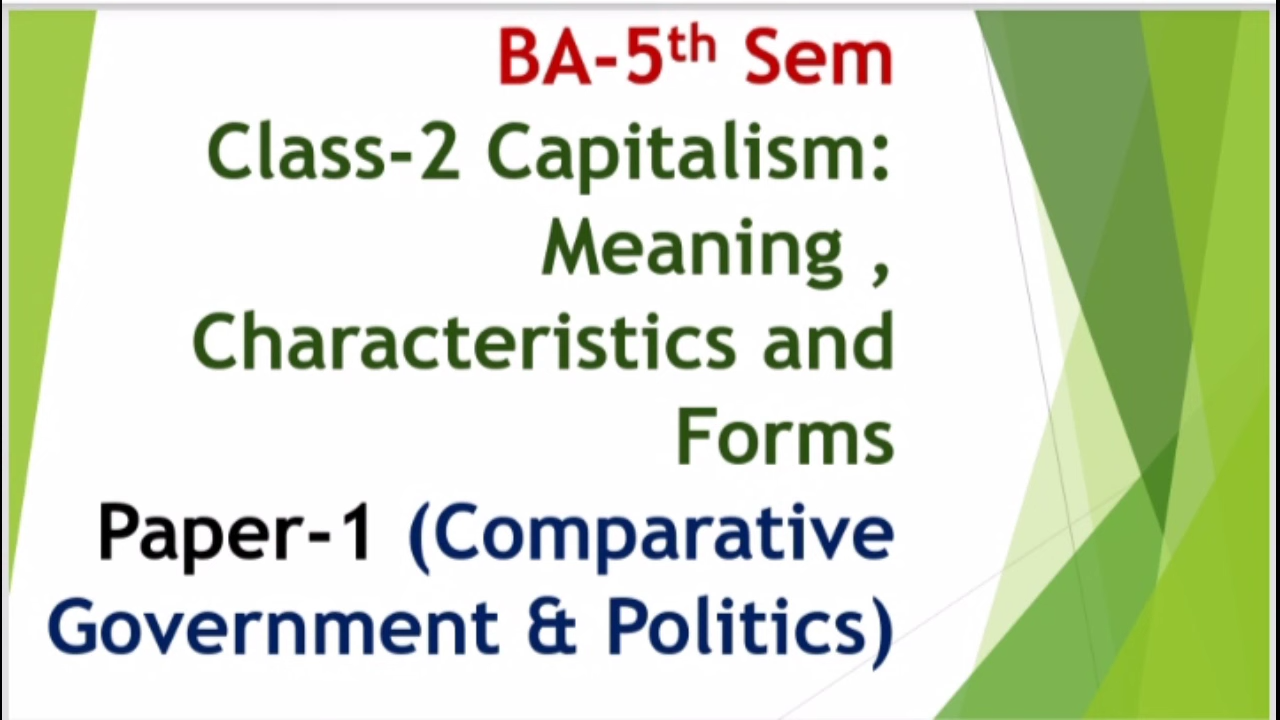 BA-5th Sem
Class-2 Capitalism:
Meaning ,
Characteristics and
Forms
Paper-1 (Comparative
Government & Politics)